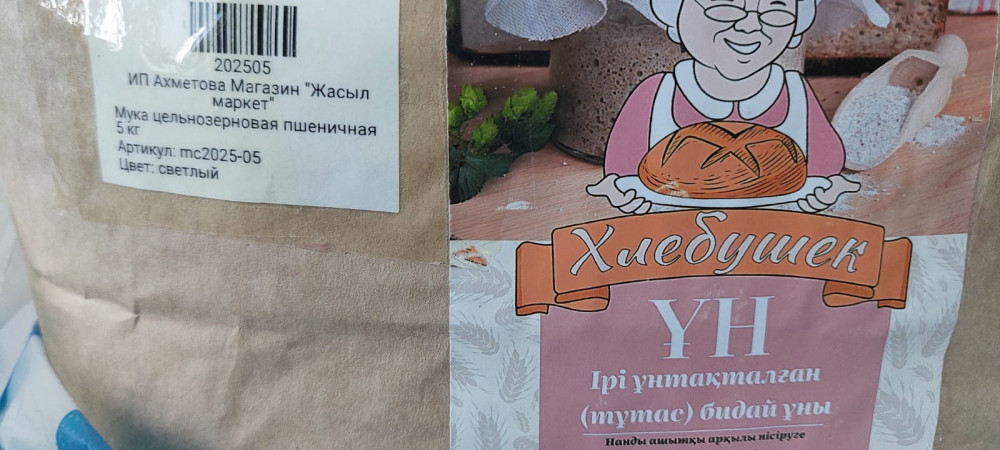 202505
ИП Ахметова Магазин "Жасыл
маркет"
Мука цельнозерновая пшеничная
5 кг
Артикул: mc2025-05
Цвет: светлый
Хлебушек
ҰН
Ірі ұнтақталған
(тұтас) бидай ұны
Нанды ашытқы арқылы пісіруге